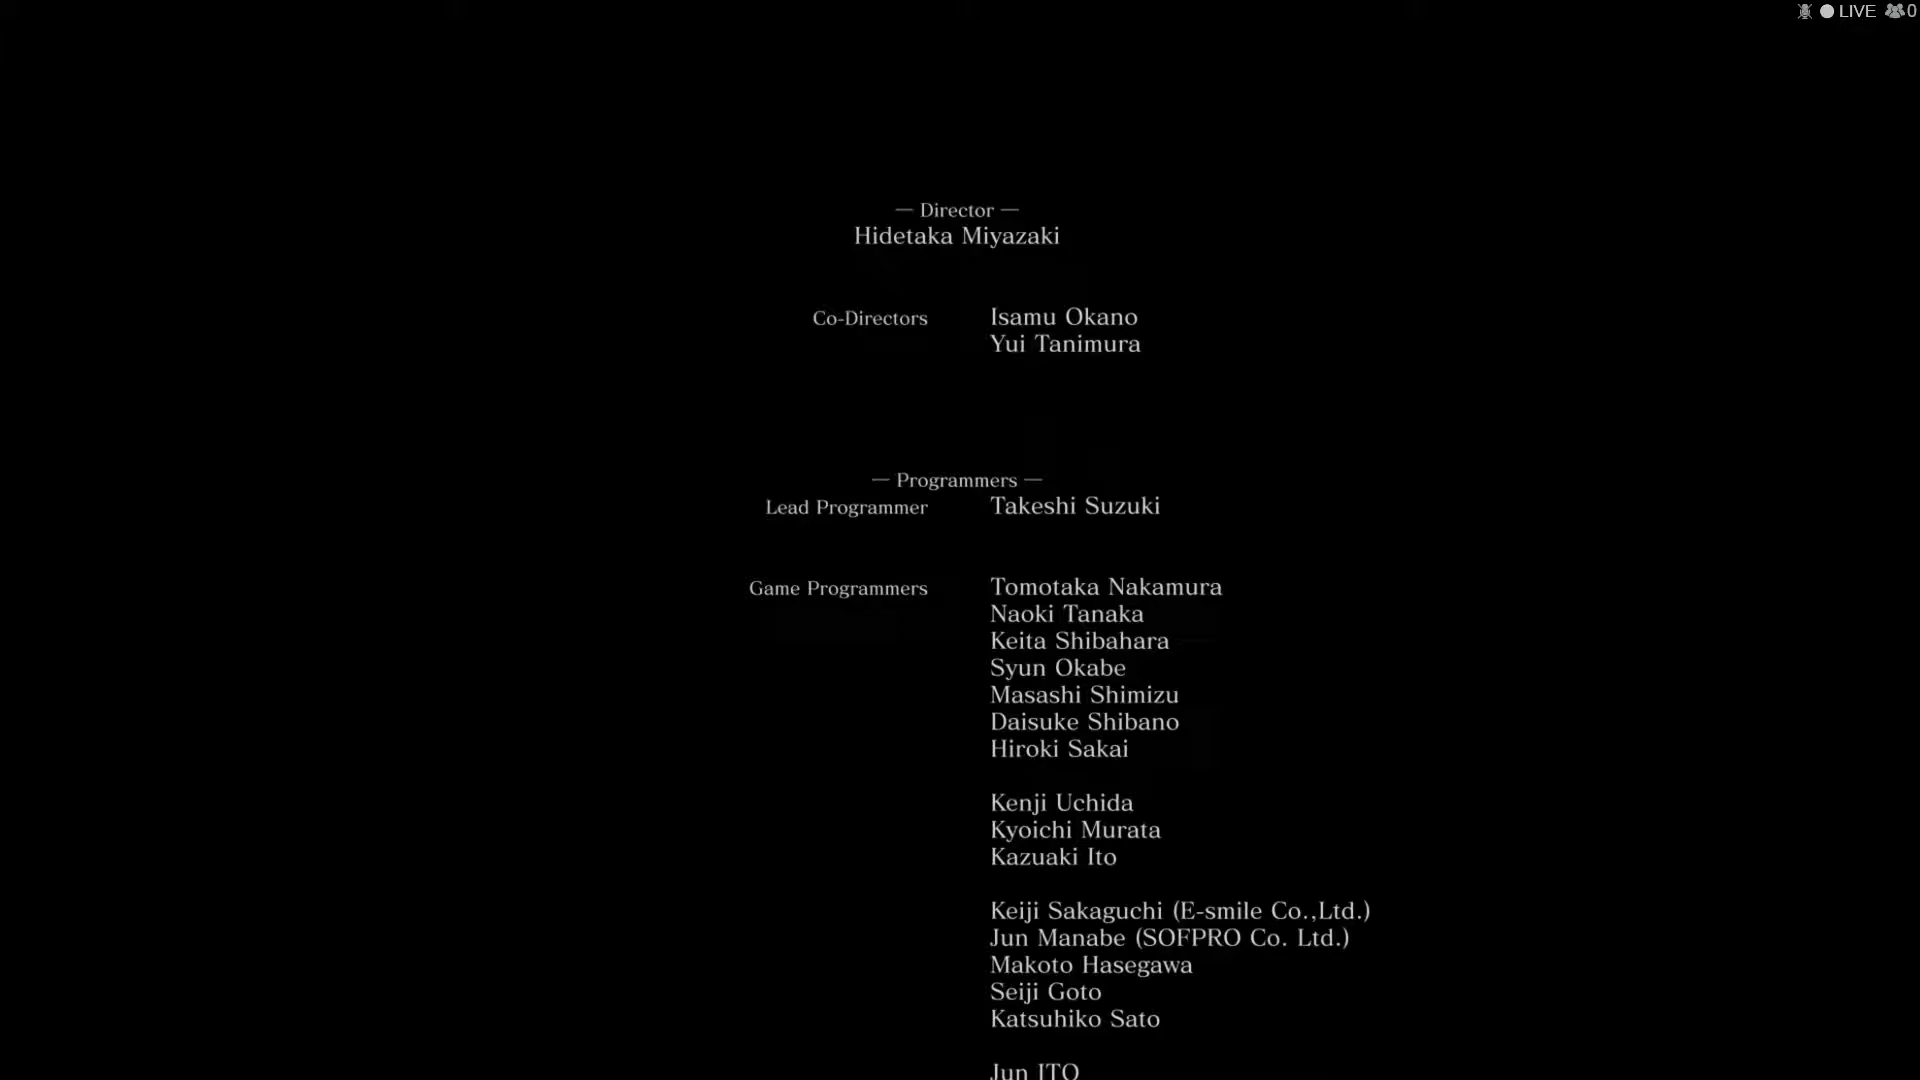 LIVE 0
— Director —
Hidetaka Miyazaki
Co-Directors Isamu Okano
Yui Tanimura
— Programmers —
Lead Programmer Takeshi Suzuki
Game Programmers Tomotaka Nakamura
Naoki Tanaka
Keita Shibahara
Syun Okabe
Masashi Shimizu
Daisuke Shibano
Hiroki Sakai
Kenji Uchida
Kyoichi Murata
Kazuaki Ito
Keiji Sakaguchi (E-smile Co.,Ltd.)
Jun Manabe (SOFPRO Co. Ltd.)
Makoto Hasegawa
Seiji Goto
Katsuhiko Sato
Jun ITO